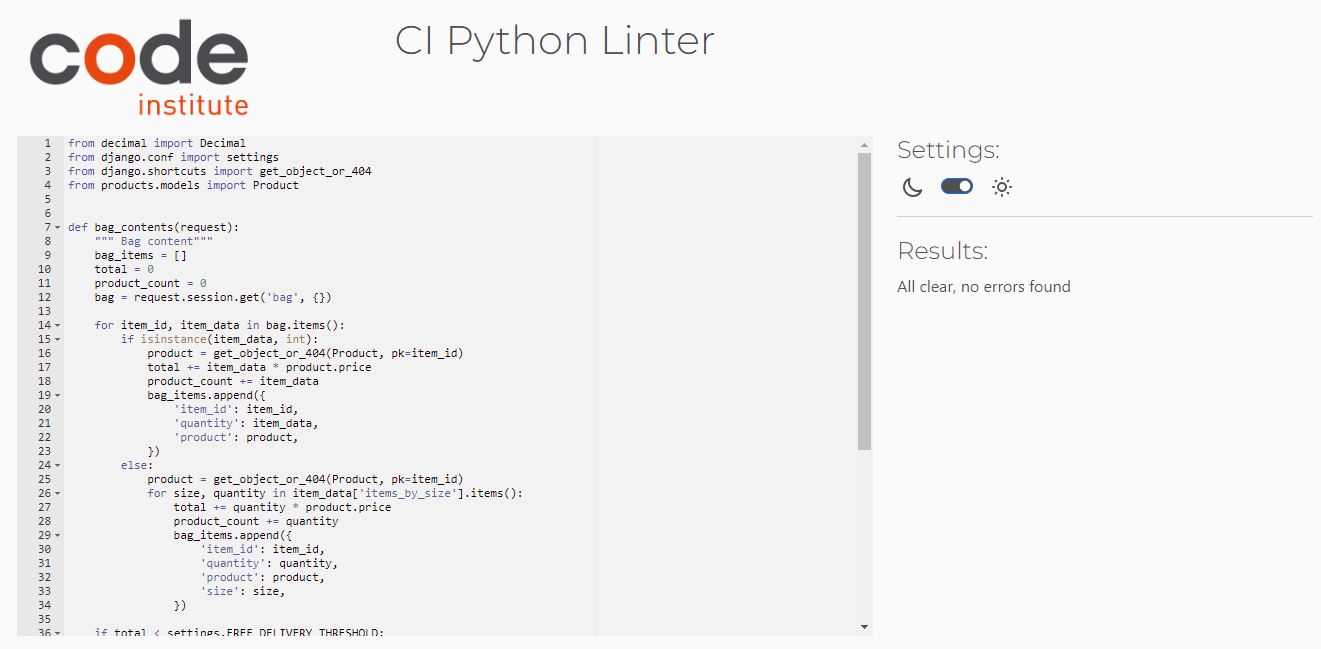 code
institute
CI Python Linter
1 from decimal import Decimal
2 from django.conf import settings
3 from django.shortcuts import get_object_or_404
4 from products.models import Product
5
6
7 def bag_contents(request):
8     """ Bag content"""
9     bag_items = []
10     total = 0
11     product_count = 0
12     bag = request.session.get('bag', {})
13
14     for item_id, item_data in bag.items():
15         if isinstance(item_data, int):
16             product = get_object_or_404(Product, pk=item_id)
17             total += item_data * product.price
18             product_count += item_data
19             bag_items.append({
20                 'item_id': item_id,
21                 'quantity': item_data,
22                 'product': product,
23             })
24         else:
25             product = get_object_or_404(Product, pk=item_id)
26             for size, quantity in item_data['items_by_size'].items():
27                 total += quantity * product.price
28                 product_count += quantity
29                 bag_items.append({
30                     'item_id': item_id,
31                     'quantity': quantity,
32                     'product': product,
33                     'size': size,
34                 })
35
36     if total < settings.FREE_DELIVERY_THRESHOLD:
Settings:
Results:
All clear, no errors found